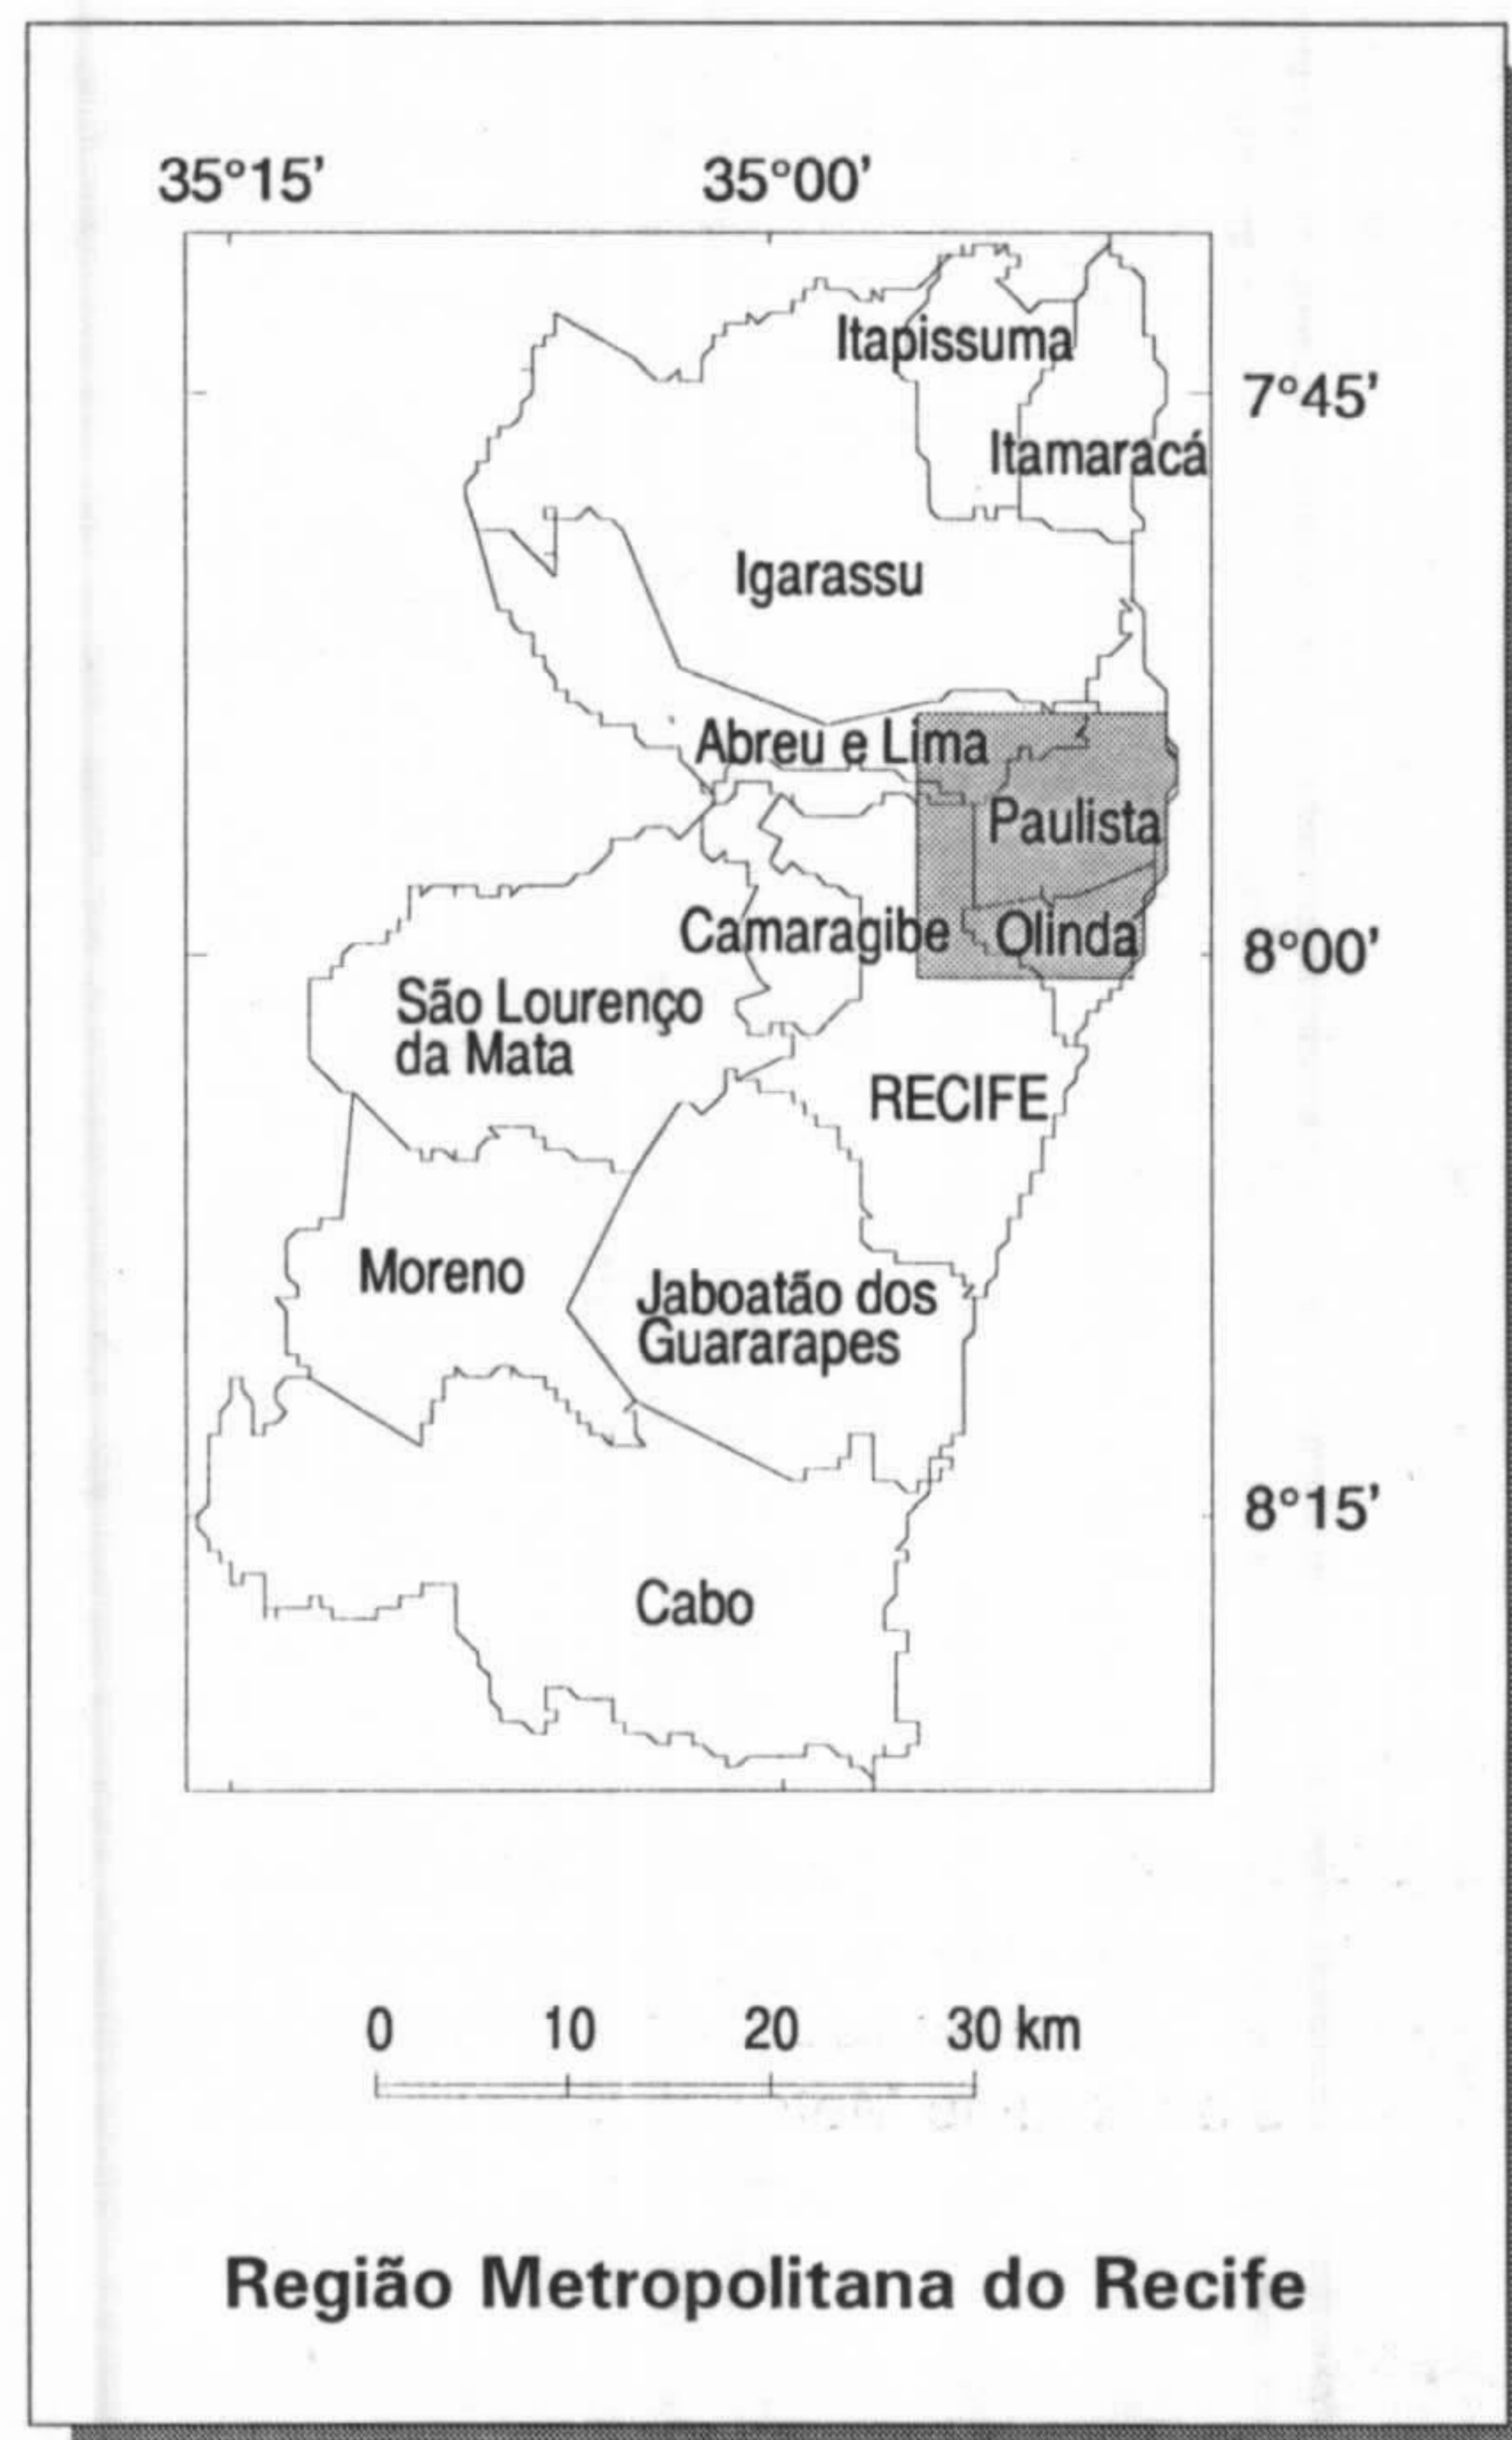 35°15’ 35°00’
Itapissuma
7°45’
Itamaracá
Igarassu
Abreu e Lima
Paulista
Camaragibe
Olinda
8°00’
São Lourenço
da Mata
RECIFE
Moreno
Jaboatão dos
Guararapes
8°15’
Cabo
0 10 20 30 km
Região Metropolitana do Recife